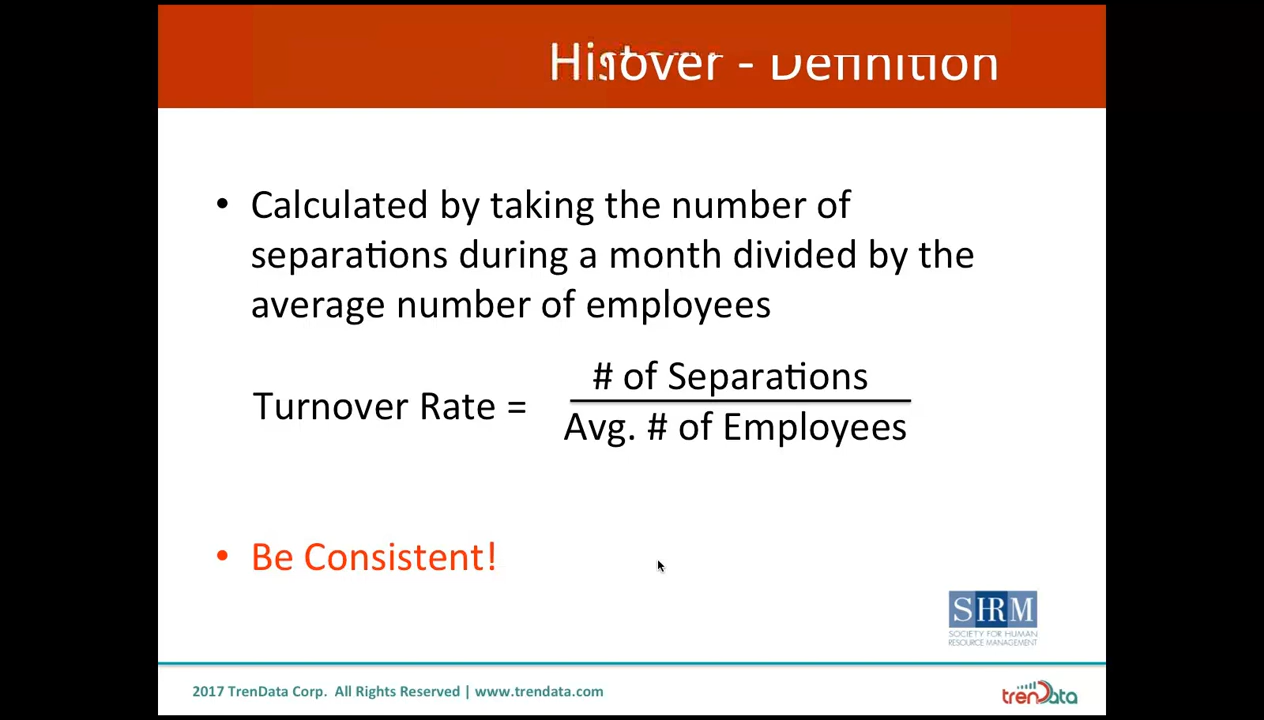 - Definition
• Calculated by taking the number of
separations during a month divided by the
average number of employees
Turnover Rate =
# of Separations
Avg. # of Employees
• Be Consistent!
SHRM
SOCIETY FOR HUMAN
RESOURCE MANAGEMENT
2017 TrenData Corp. All Rights Reserved | www.trendata.com
trenData